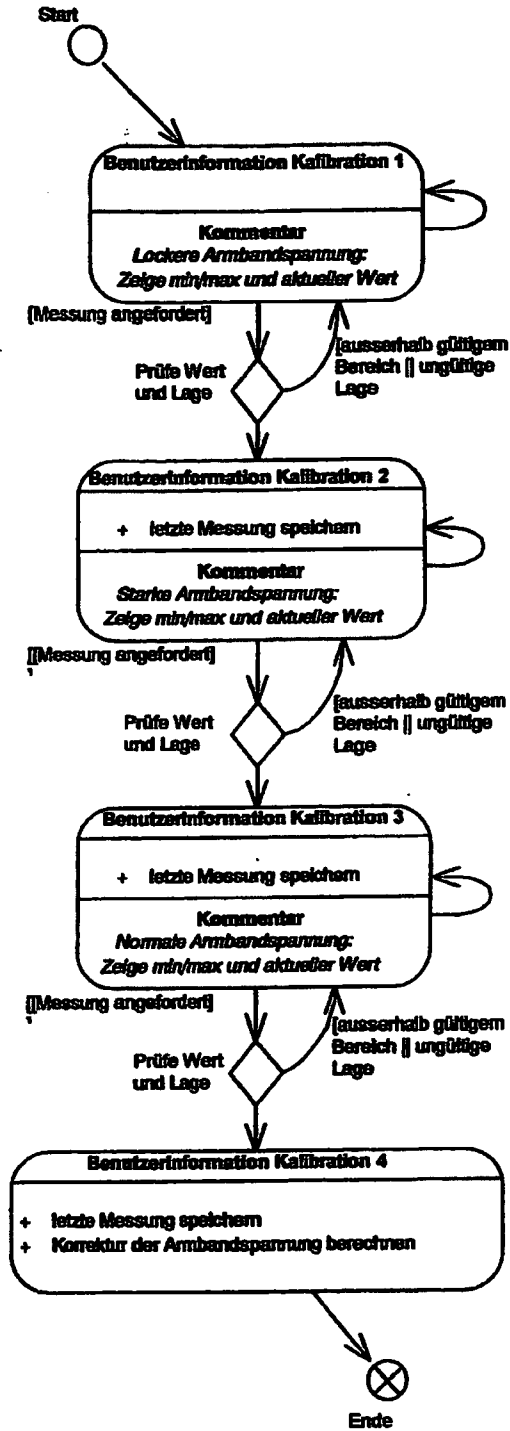 Start
Benutzerinformation Kalibration 1
Kommentar
Lockere Armbandspannung:
Zeige min/max und aktueller Wert
[Messung angefordert]
Prüfe Wert
und Lage
[ausserhalb gültigem
Bereich || ungültige
Lage
Benutzerinformation Kalibration 2
+ letzte Messung speichern
Kommentar
Starke Armbandspannung:
Zeige min/max und aktueller Wert
[[Messung angefordert]
Prüfe Wert
und Lage
[ausserhalb gültigem
Bereich || ungültige
Lage
Benutzerinformation Kalibration 3
+ letzte Messung speichern
Kommentar
Normale Armbandspannung:
Zeige min/max und aktueller Wert
[[Messung angefordert]
Prüfe Wert
und Lage
[ausserhalb gültigem
Bereich || ungültige
Lage
Benutzerinformation Kalibration 4
+ letzte Messung speichern
+ Korrektur der Armbandspannung berechnen
Ende